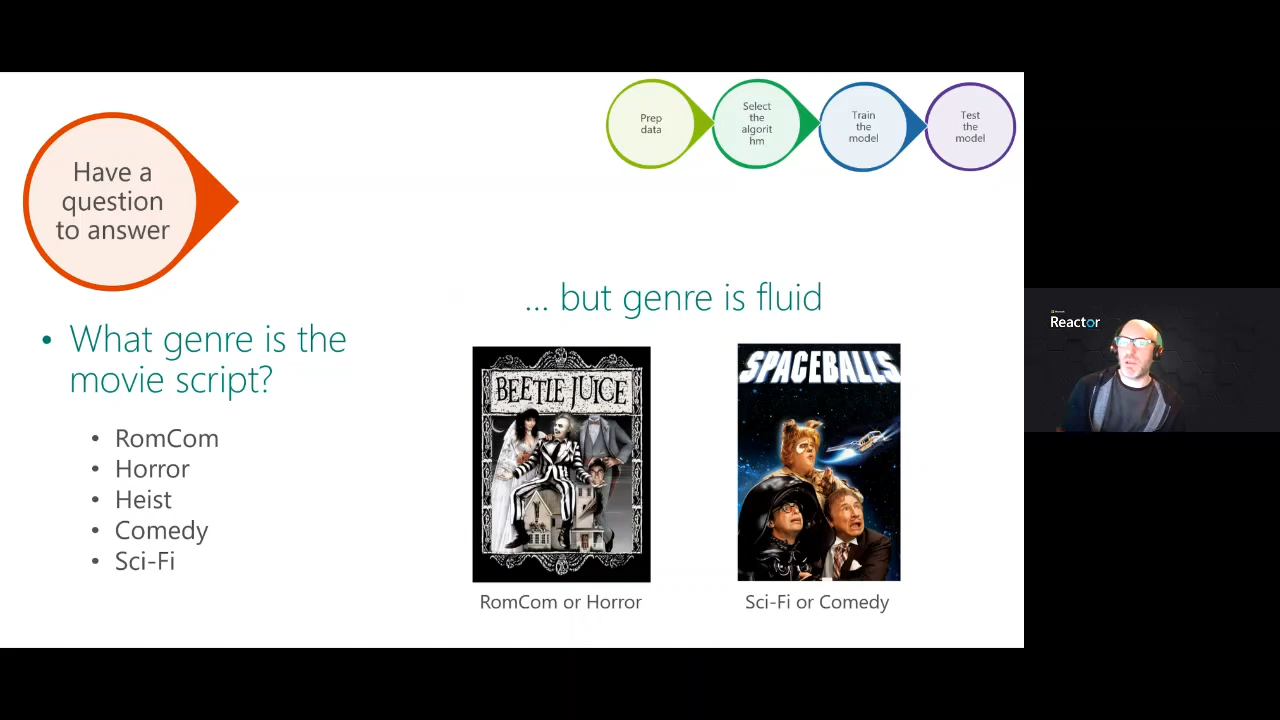 Have a
question
to answer
Prep
data
Select
the
algorit
hm
Train
the
model
Test
the
model
• What genre is the
movie script?
• RomCom
• Horror
• Heist
• Comedy
• Sci-Fi
... but genre is fluid
BEETLE JUICE
RomCom or Horror
SPACEBALLS
Sci-Fi or Comedy
Reactor